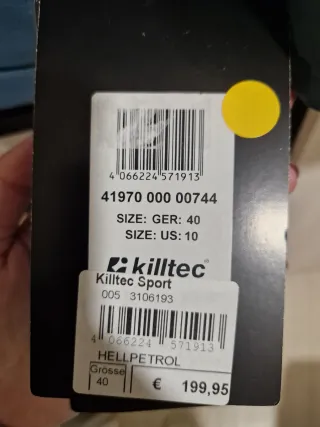 4 066224 571913
41970 000 00744
SIZE: GER: 40
SIZE: US: 10
killtec®
Killtec Sport
005 3106193
4 066224 571913
HELLPETROL
Grösse
40
€ 199,95